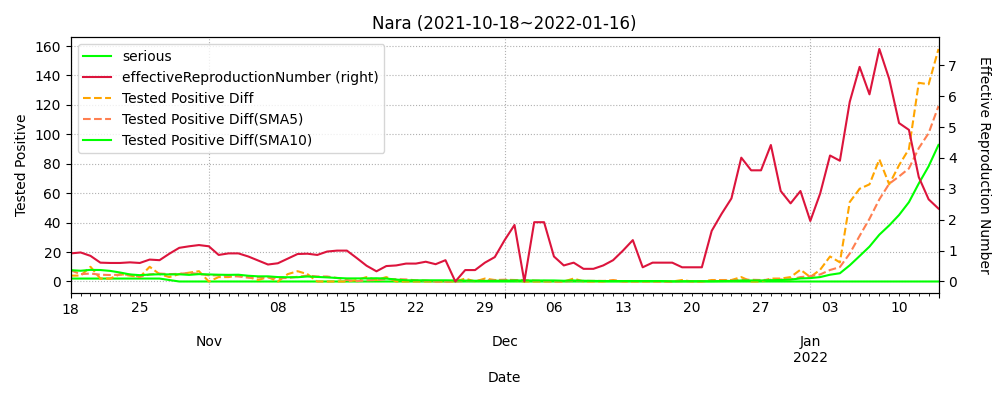 Nara (2021-10-18~2022-01-16)
serious
effectiveReproductionNumber (right)
Tested Positive Diff
Tested Positive Diff(SMA5)
Tested Positive Diff(SMA10)
Tested Positive
160
140
120
100
80
60
40
20
0
7
6
5
4
3
2
1
0
Effective Reproduction Number
18 25 08 15 22 29 06 13 20 27 03 10
Nov Dec Jan
2022
Date